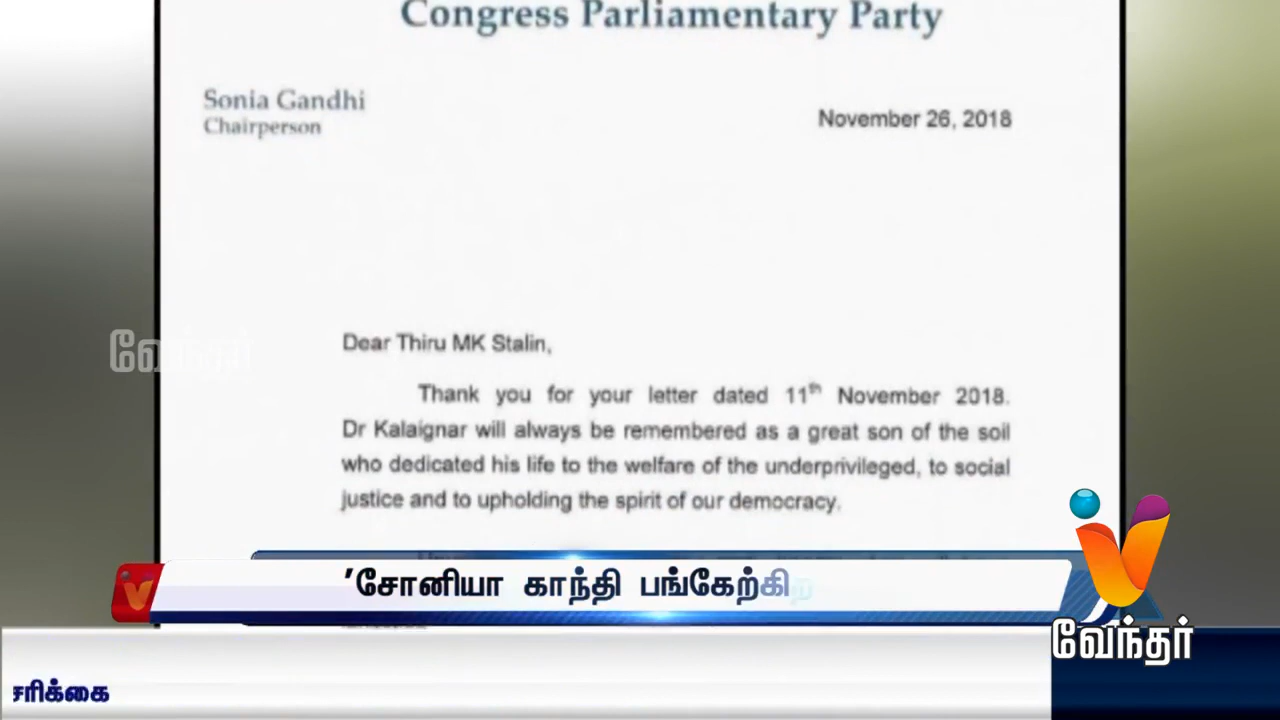 Congress Parliamentary Party
Sonia Gandhi
Chairperson
November 26, 2018
Dear Thiru MK Stalin,
Thank you for your letter dated 11th November 2018.
Dr Kalaignar will always be remembered as a great son of the soil
who dedicated his life to the welfare of the underprivileged, to social
justice and to upholding the spirit of our democracy.
வேந்தர்
'சோனியா காந்தி பங்கேற்கிற
வேந்தர்
சரிக்கை